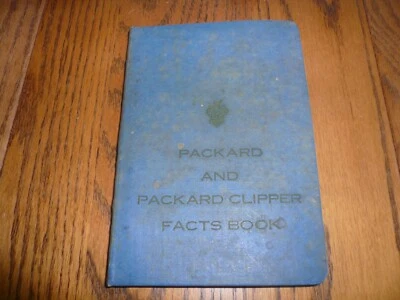 PACKARD
AND
PACKARD CLIPPER
FACTS BOOK